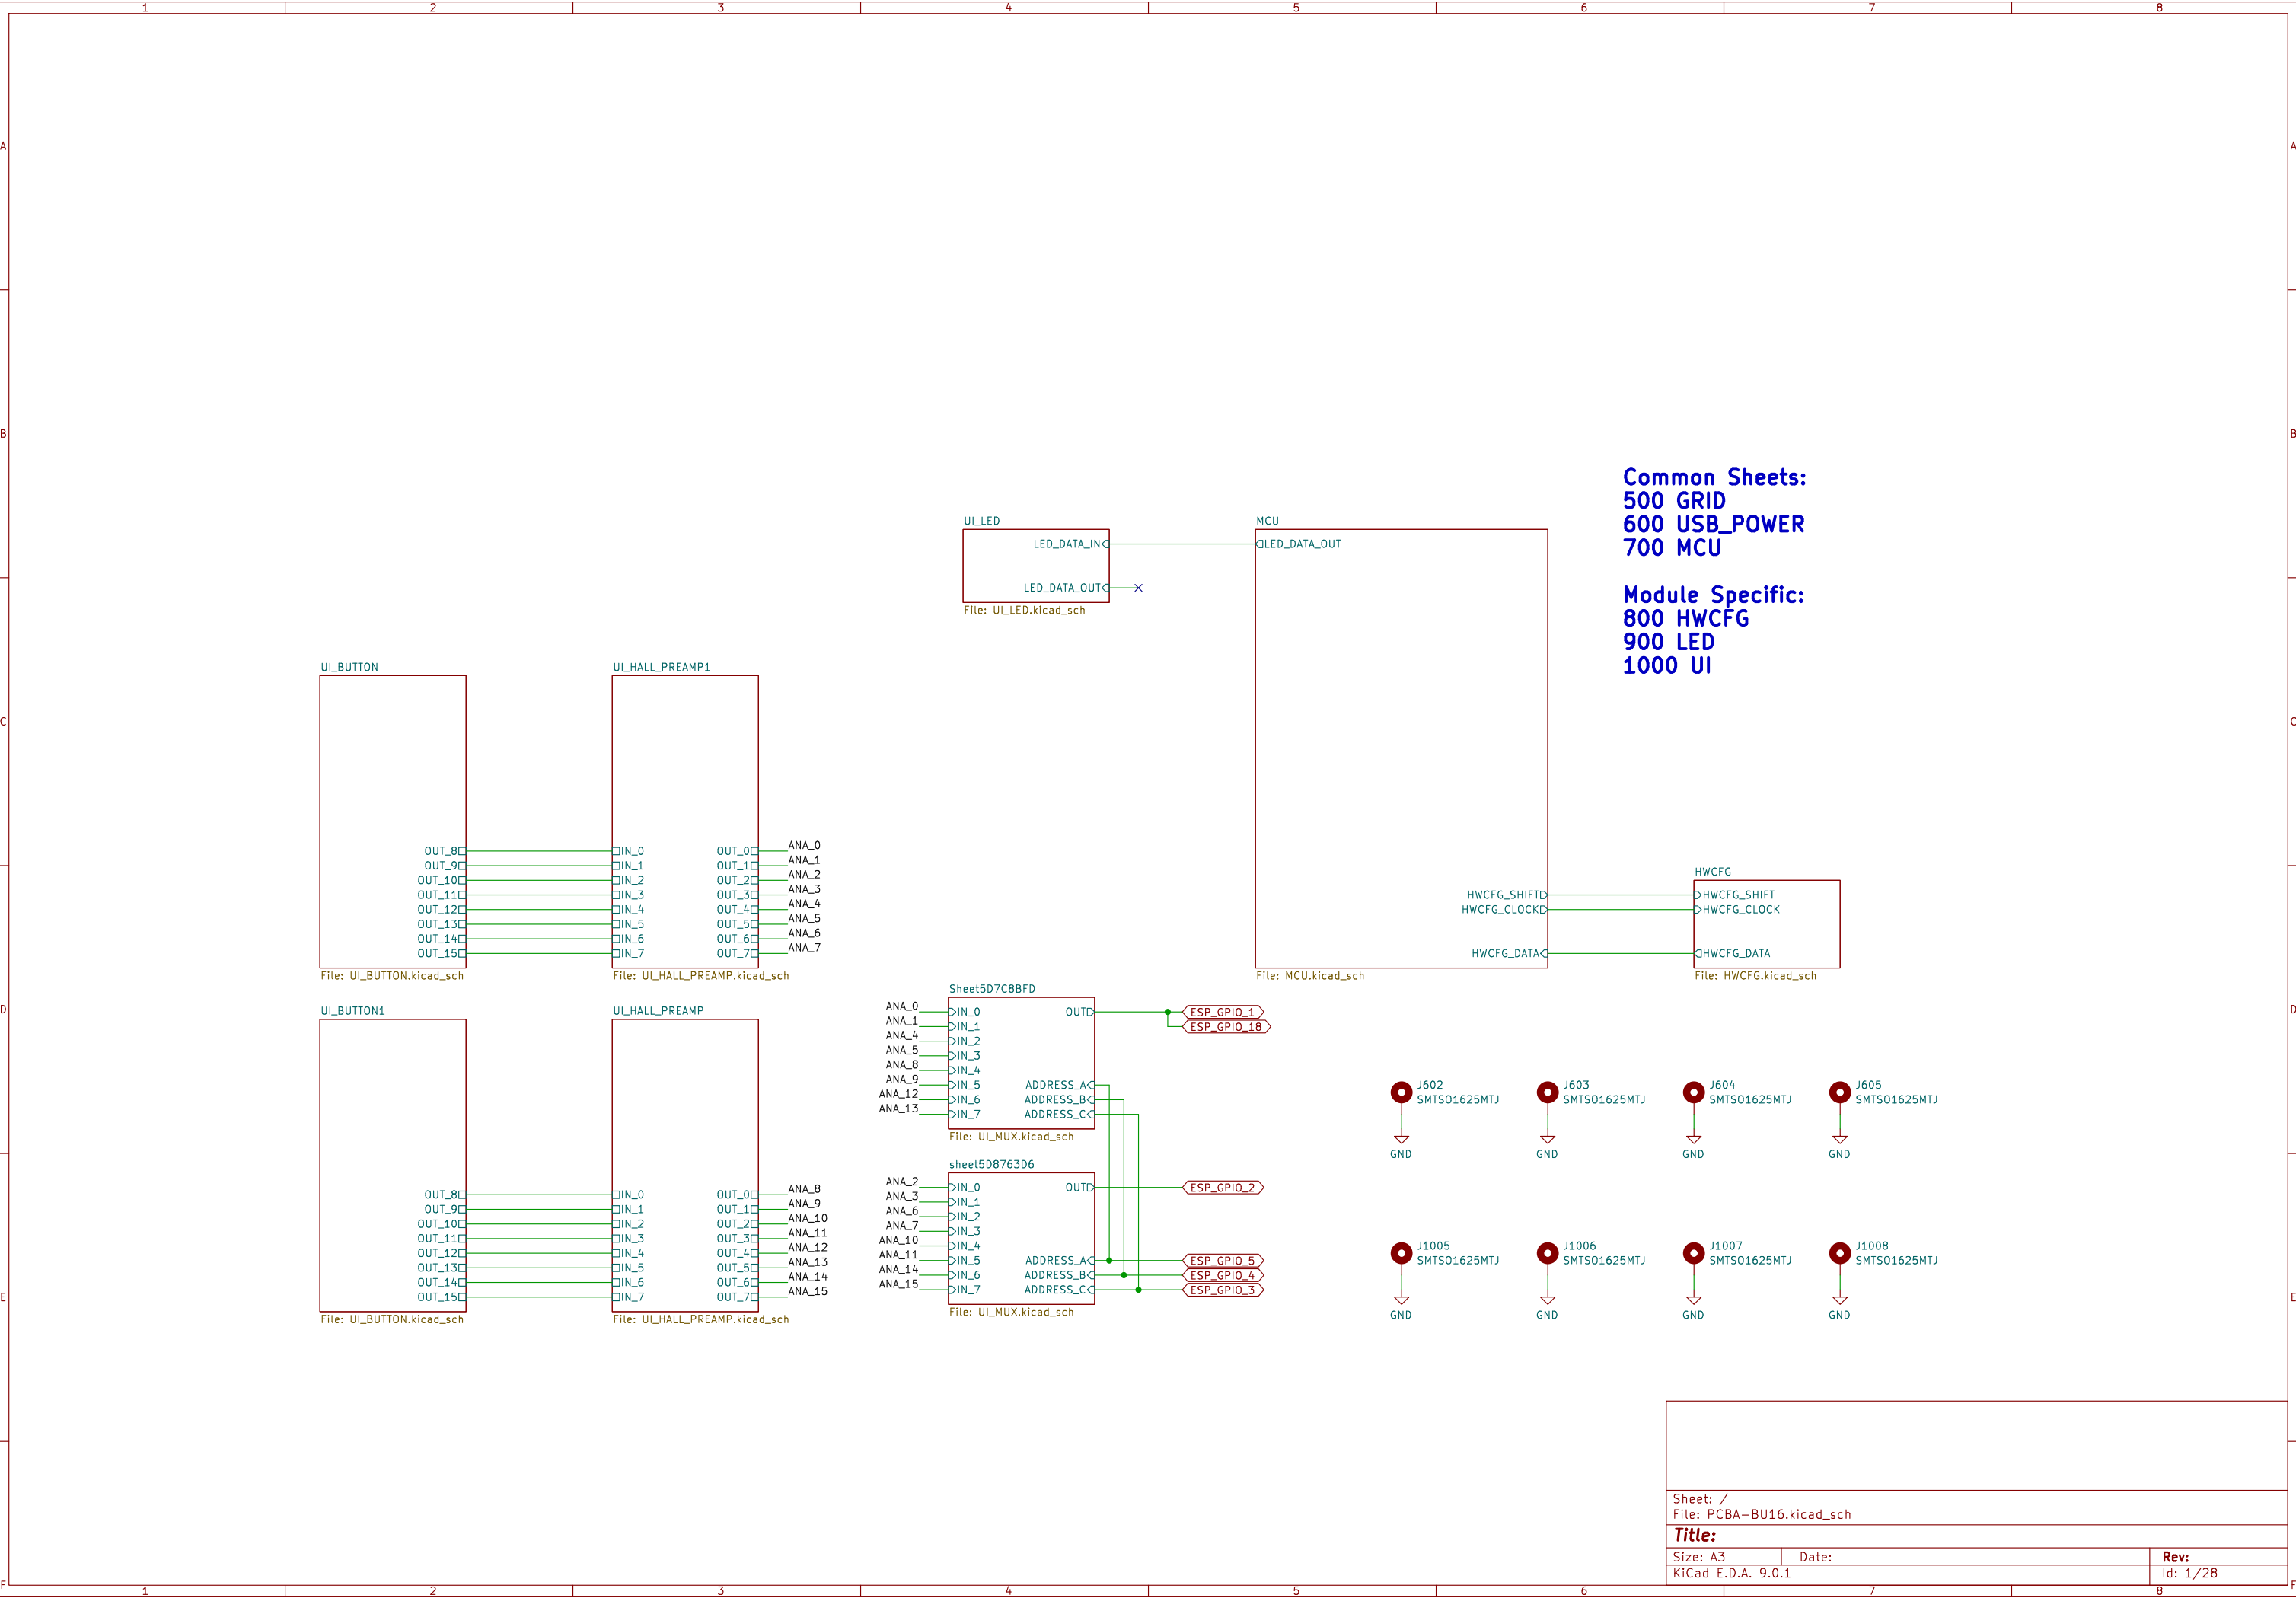 1 2 3 4 5 6 7 8
A A
B B
C C
D D
E E
F F
Common Sheets:
500 GRID
600 USB_POWER
700 MCU
Module Specific:
800 HWCFG
900 LED
1000 UI
UI_LED
LED_DATA_IN
LED_DATA_OUT
File: UI_LED.kicad_sch
MCU
LED_DATA_OUT
HWCFG_SHIFT
HWCFG_CLOCK
HWCFG_DATA
File: MCU.kicad_sch
HWCFG
HWCFG_SHIFT
HWCFG_CLOCK
HWCFG_DATA
File: HWCFG.kicad_sch
UI_BUTTON
OUT_8
OUT_9
OUT_10
OUT_11
OUT_12
OUT_13
OUT_14
OUT_15
File: UI_BUTTON.kicad_sch
UI_HALL_PREAMP1
IN_0 OUT_0 ANA_0
IN_1 OUT_1 ANA_1
IN_2 OUT_2 ANA_2
IN_3 OUT_3 ANA_3
IN_4 OUT_4 ANA_4
IN_5 OUT_5 ANA_5
IN_6 OUT_6 ANA_6
IN_7 OUT_7 ANA_7
File: UI_HALL_PREAMP.kicad_sch
UI_BUTTON1
OUT_8
OUT_9
OUT_10
OUT_11
OUT_12
OUT_13
OUT_14
OUT_15
File: UI_BUTTON.kicad_sch
UI_HALL_PREAMP
IN_0 OUT_0 ANA_8
IN_1 OUT_1 ANA_9
IN_2 OUT_2 ANA_10
IN_3 OUT_3 ANA_11
IN_4 OUT_4 ANA_12
IN_5 OUT_5 ANA_13
IN_6 OUT_6 ANA_14
IN_7 OUT_7 ANA_15
File: UI_HALL_PREAMP.kicad_sch
Sheet5D7C8BFD
ANA_0 IN_0 OUT ESP_GPIO_1
ANA_1 IN_1 ESP_GPIO_18
ANA_4 IN_2
ANA_5 IN_3
ANA_8 IN_4
ANA_9 IN_5 ADDRESS_A
ANA_12 IN_6 ADDRESS_B
ANA_13 IN_7 ADDRESS_C
File: UI_MUX.kicad_sch
sheet5D8763D6
ANA_2 IN_0 OUT ESP_GPIO_2
ANA_3 IN_1
ANA_6 IN_2
ANA_7 IN_3
ANA_10 IN_4
ANA_11 IN_5 ADDRESS_A ESP_GPIO_5
ANA_14 IN_6 ADDRESS_B ESP_GPIO_4
ANA_15 IN_7 ADDRESS_C ESP_GPIO_3
File: UI_MUX.kicad_sch
J602 J603 J604 J605
SMTSO1625MTJ SMTSO1625MTJ SMTSO1625MTJ SMTSO1625MTJ
GND GND GND GND
J1005 J1006 J1007 J1008
SMTSO1625MTJ SMTSO1625MTJ SMTSO1625MTJ SMTSO1625MTJ
GND GND GND GND
Sheet: /
File: PCBA-BU16.kicad_sch
Title:
Size: A3 Date: Rev:
KiCad E.D.A. 9.0.1 Id: 1/28
1 2 3 4 5 6 7 8